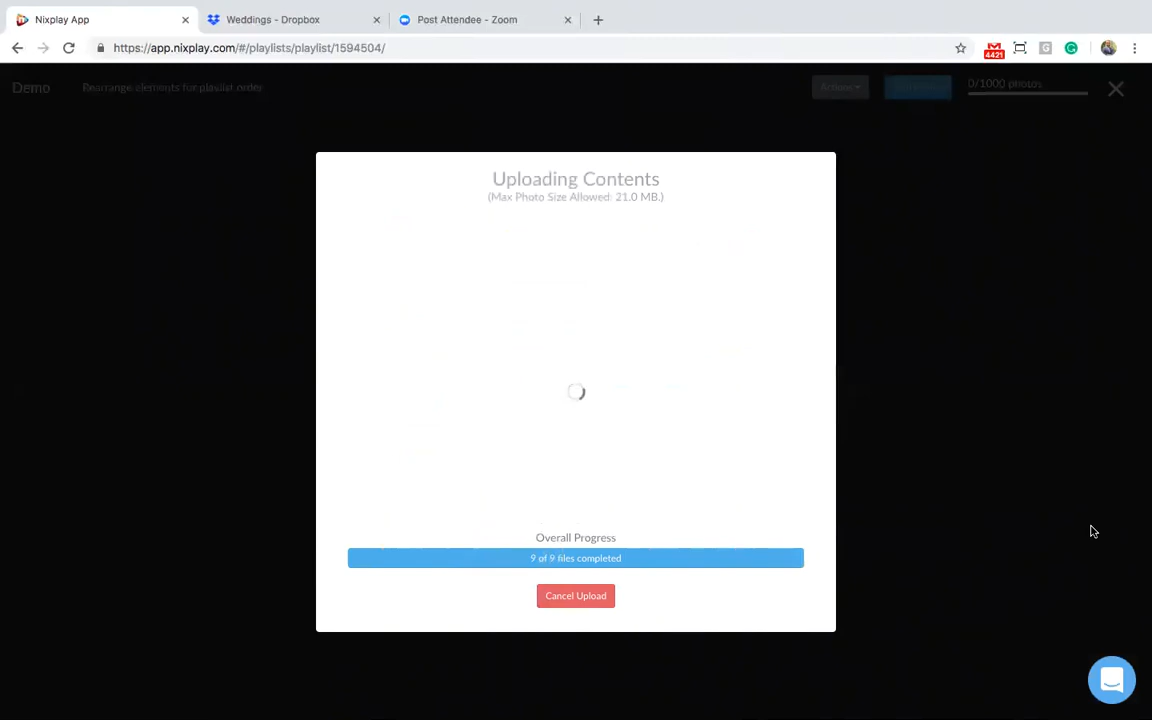 Nixplay App
Weddings - Dropbox
Post Attendee - Zoom
https://app.nixplay.com/#/playlists/playlist/1594504/
4421
Demo
Rearrange elements for playlist order
Actions
0/1000 photos
Uploading Contents
(Max Photo Size Allowed: 21.0 MB.)
Overall Progress
9 of 9 files completed
Cancel Upload